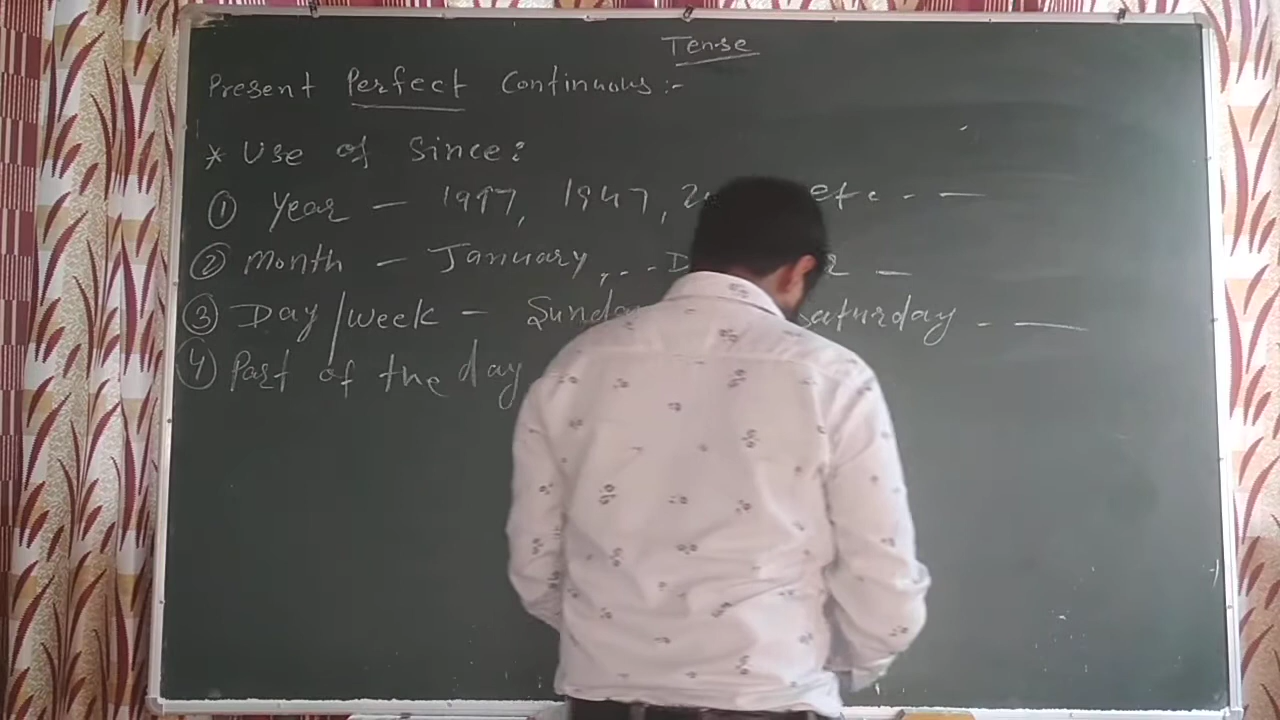 Tense
Present Perfect Continuous :-
* Use of Since:
① Year - 1997, 1947, etc. -
② Month - January, ... -
③ Day/week - Saturday -
④ Part of the day